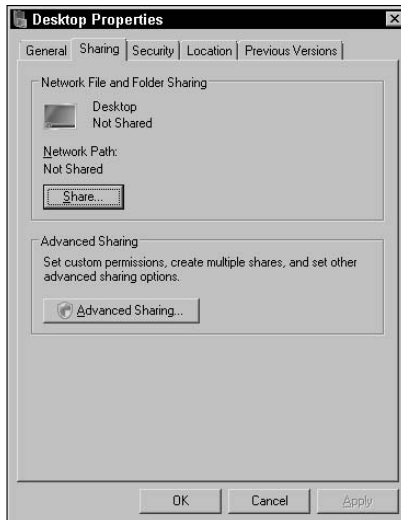 Desktop Properties
General Sharing Security Location Previous Versions
Network File and Folder Sharing
Desktop
Not Shared
Network Path:
Not Shared
Share...
Advanced Sharing
Set custom permissions, create multiple shares, and set other
advanced sharing options.
Advanced Sharing...
OK Cancel Apply